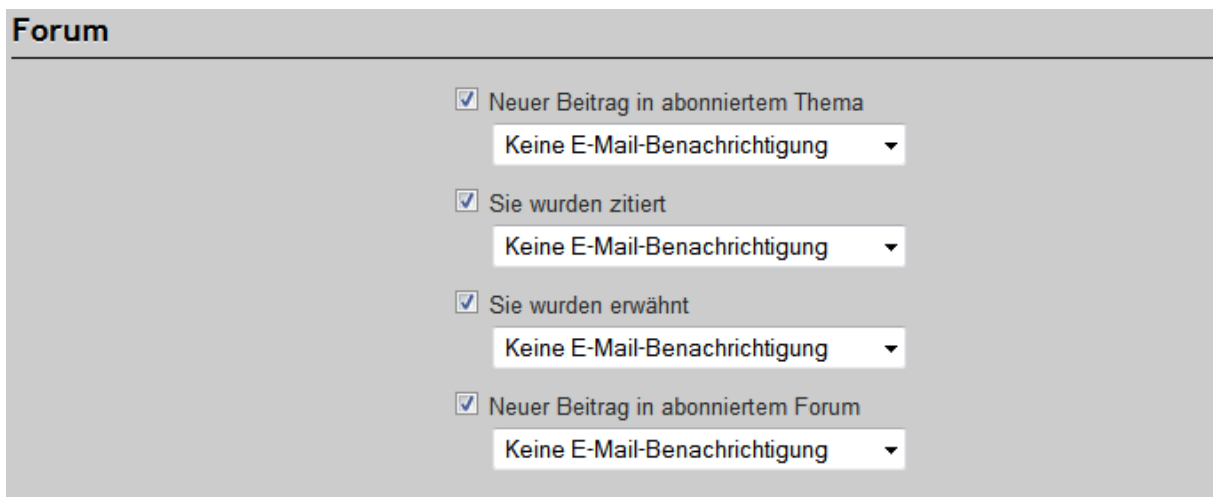 Forum
Neuer Beitrag in abonniertem Thema
Keine E-Mail-Benachrichtigung
Sie wurden zitiert
Keine E-Mail-Benachrichtigung
Sie wurden erwähnt
Keine E-Mail-Benachrichtigung
Neuer Beitrag in abonniertem Forum
Keine E-Mail-Benachrichtigung